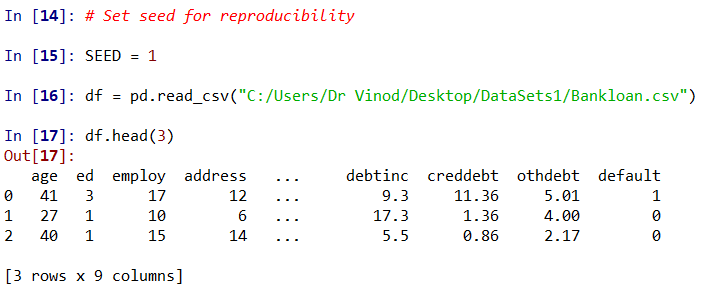 In [14]: # Set seed for reproducibility
In [15]: SEED = 1
In [16]: df = pd.read_csv("C:/Users/Dr Vinod/Desktop/DataSets1/Bankloan.csv")
In [17]: df.head(3)
Out[17]:
   age  ed  employ  address   ...     debtinc  creddebt  othdebt  default
0   41   3      17       12   ...         9.3     11.36     5.01        1
1   27   1      10        6   ...        17.3      1.36     4.00        0
2   40   1      15       14   ...         5.5      0.86     2.17        0
[3 rows x 9 columns]